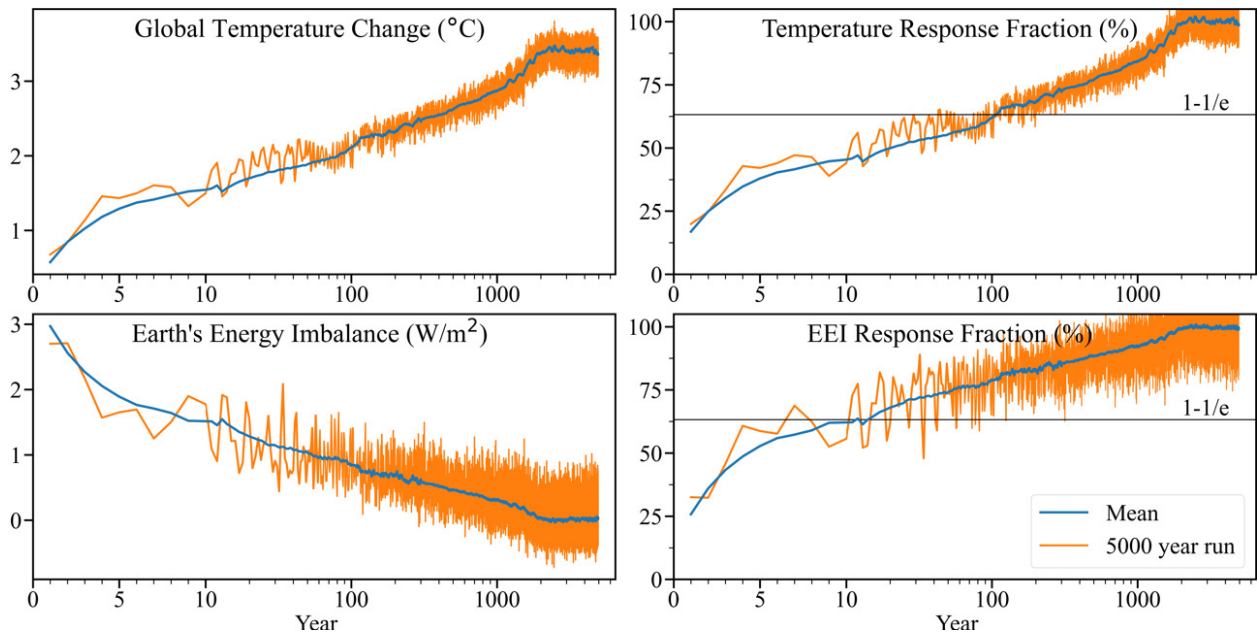 Global Temperature Change (°C)
3
2
1
0 5 10 100 1000
Temperature Response Fraction (%)
100
75
50
25
0
1-1/e
0 5 10 100 1000
Earth's Energy Imbalance (W/m²)
3
2
1
0
0 5 10 100 1000
Year
EEI Response Fraction (%)
100
75
50
25
0
1-1/e
Mean
5000 year run
0 5 10 100 1000
Year